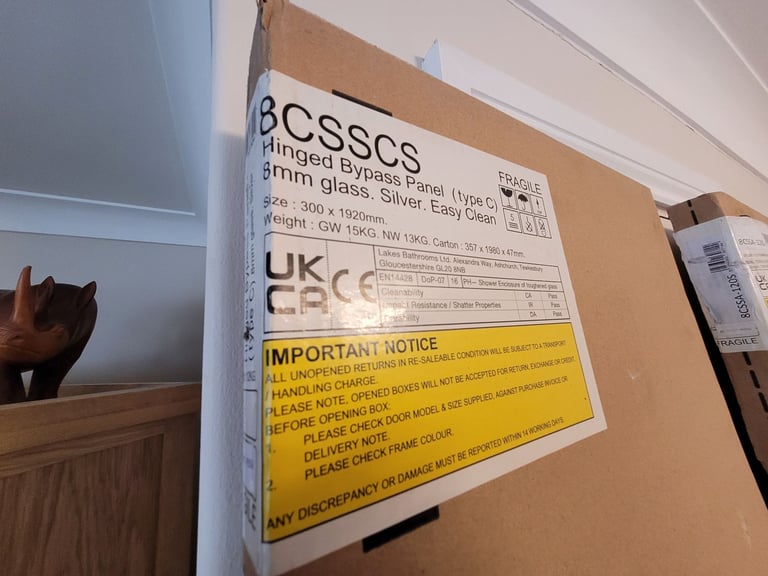 8CSSCS
Hinged Bypass Panel (type C)
8mm glass. Silver. Easy Clean
Size : 300 x 1920mm.
Weight : GW 15KG. NW 13KG. Carton : 357 x 1980 x 47mm.
FRAGILE
UK
CA
CE
Lakes Bathrooms Ltd. Alexandra Way, Ashchurch, Tewkesbury
Gloucestershire GL20 8NB
EN14428 DoP-07 16 PH – Shower Enclosure of toughened glass
Cleanability CA Pass
Impact Resistance / Shatter Properties IR Pass
DA Pass
IMPORTANT NOTICE
ALL UNOPENED RETURNS IN RE-SALEABLE CONDITION WILL BE SUBJECT TO A TRANSPORT
/ HANDLING CHARGE.
PLEASE NOTE, OPENED BOXES WILL NOT BE ACCEPTED FOR RETURN, EXCHANGE OR CREDIT.
BEFORE OPENING BOX:
1. PLEASE CHECK DOOR MODEL & SIZE SUPPLIED, AGAINST PURCHASE INVOICE OR
DELIVERY NOTE.
2. PLEASE CHECK FRAME COLOUR.
ANY DISCREPANCY OR DAMAGE MUST BE REPORTED WITHIN 14 WORKING DAYS.
8CSSA-120S
FRAGILE